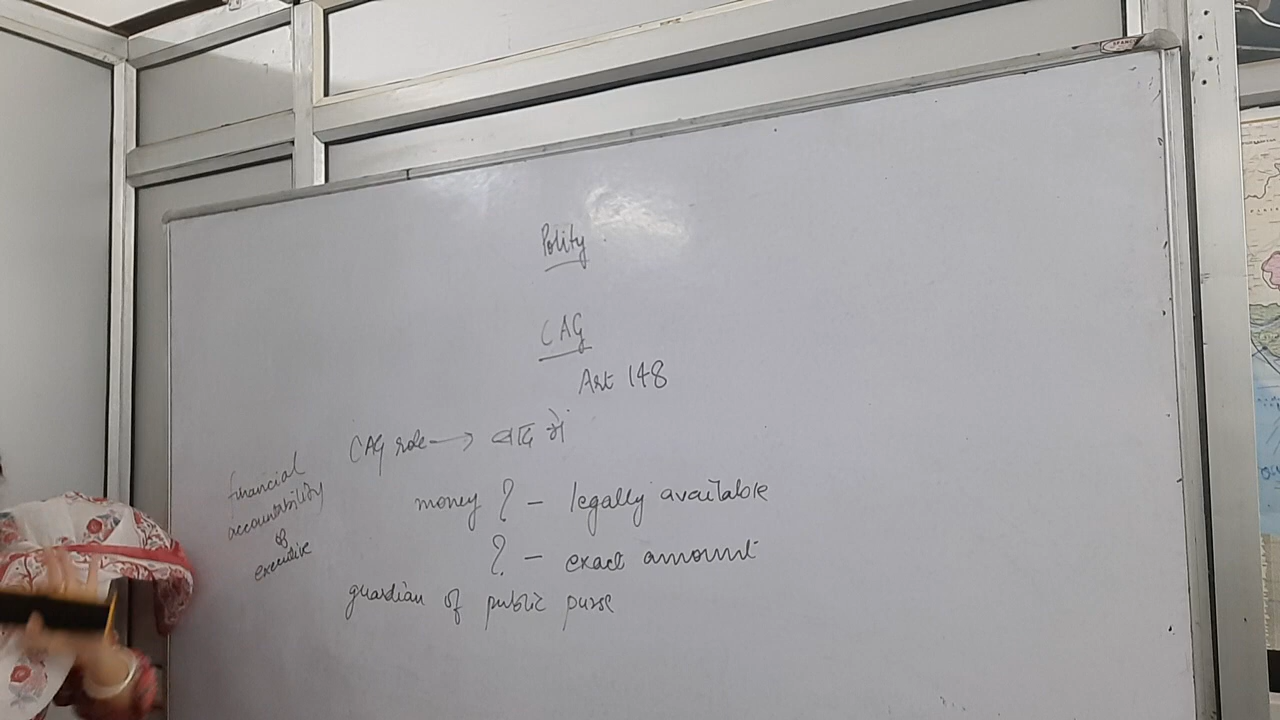 Polity
CAG
Art 148
CAG role → बाद में
financial
accountability
of
executive
money ? - legally available
? - exact amount
guardian of public purse